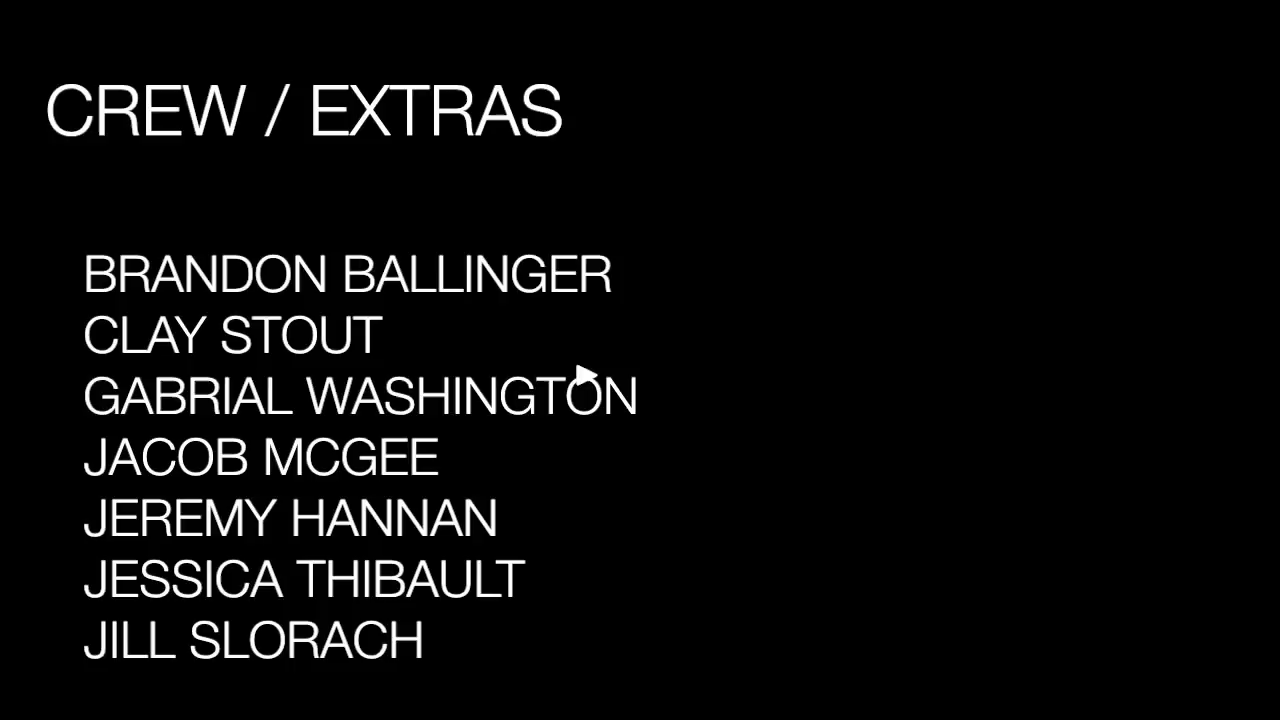 CREW / EXTRAS
BRANDON BALLINGER
CLAY STOUT
GABRIAL WASHINGTON
JACOB MCGEE
JEREMY HANNAN
JESSICA THIBAULT
JILL SLORACH